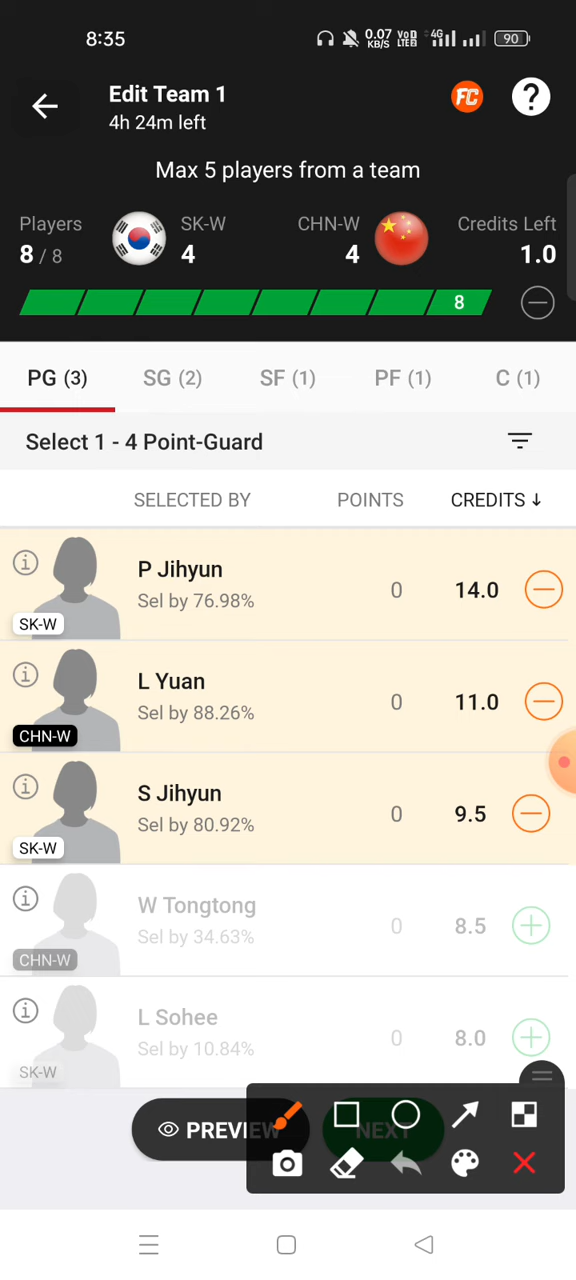 8:35
0.07 KB/S VoD LTE2 4G 90
Edit Team 1
FC ?
4h 24m left
Max 5 players from a team
Players SK-W CHN-W Credits Left
8 / 8 4 4 1.0
8
PG (3) SG (2) SF (1) PF (1) C (1)
Select 1 - 4 Point-Guard
SELECTED BY POINTS CREDITS ↓
P Jihyun
Sel by 76.98% 0 14.0
SK-W
L Yuan
Sel by 88.26% 0 11.0
CHN-W
S Jihyun
Sel by 80.92% 0 9.5
SK-W
W Tongtong
Sel by 34.63% 0 8.5
CHN-W
L Sohee
Sel by 10.84% 0 8.0
SK-W
PREVIEW NEXT